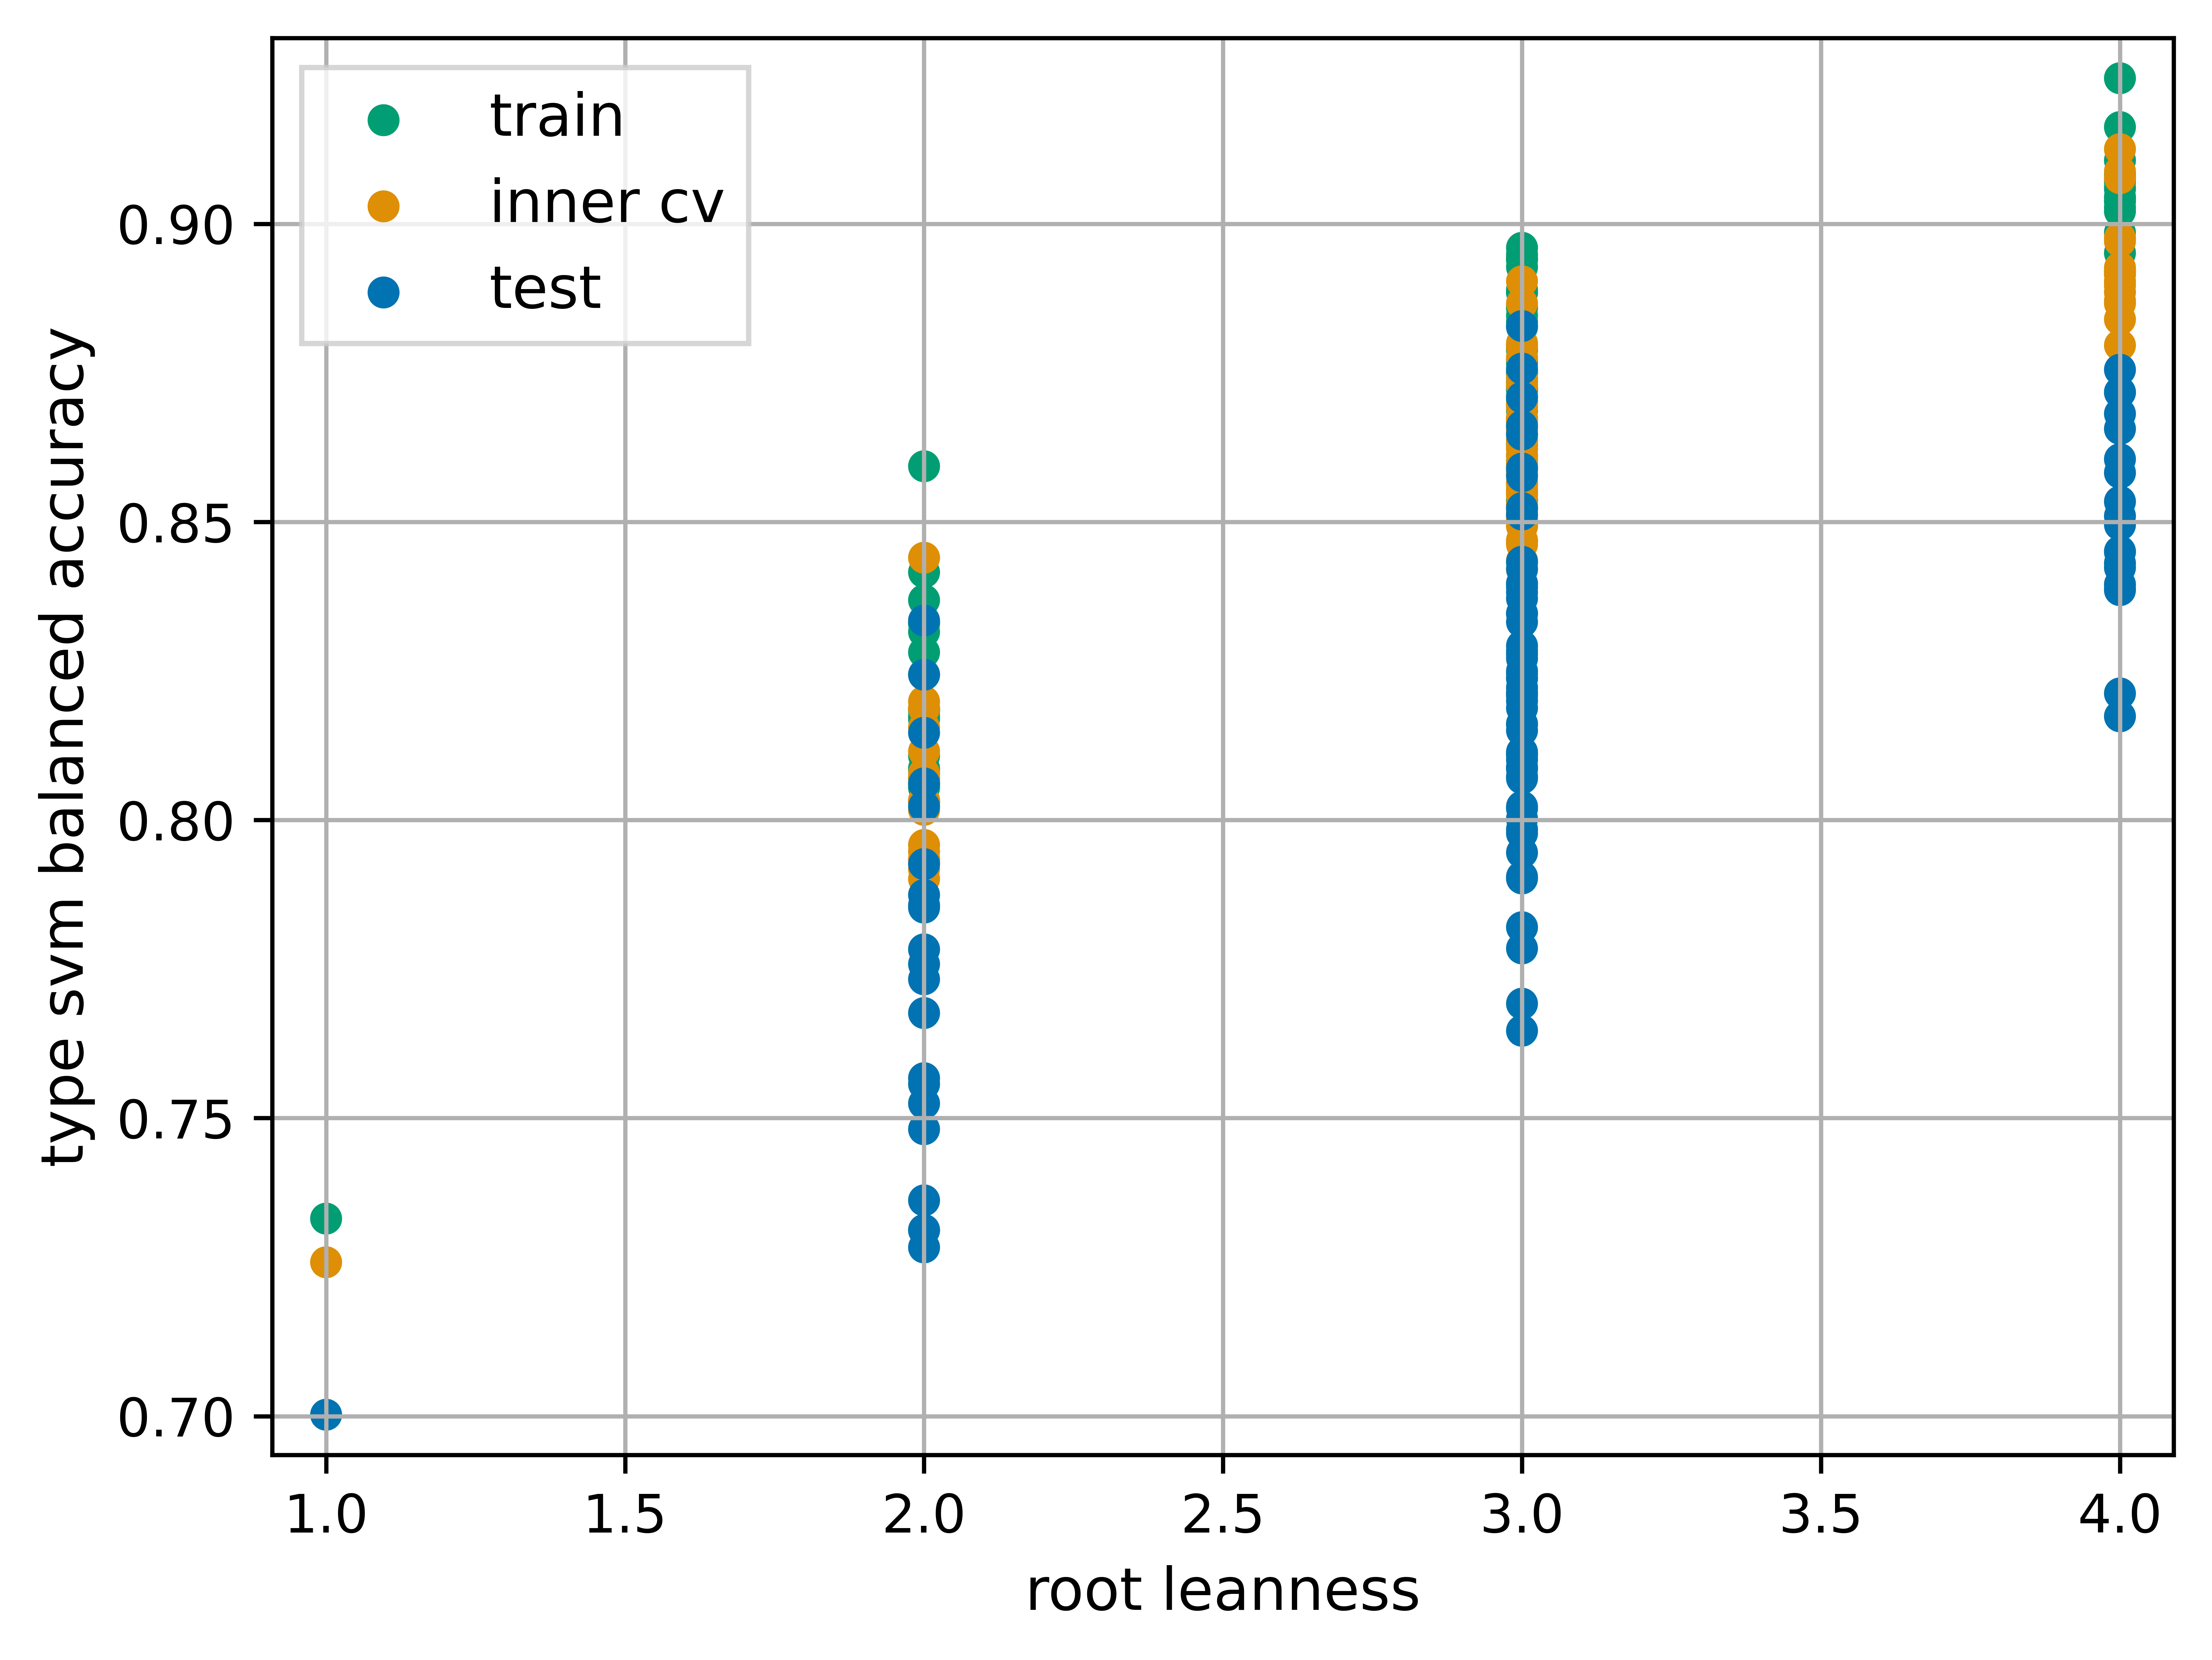 train
inner cv
test
0.90
0.85
0.80
0.75
0.70
type svm balanced accuracy
1.0 1.5 2.0 2.5 3.0 3.5 4.0
root leanness